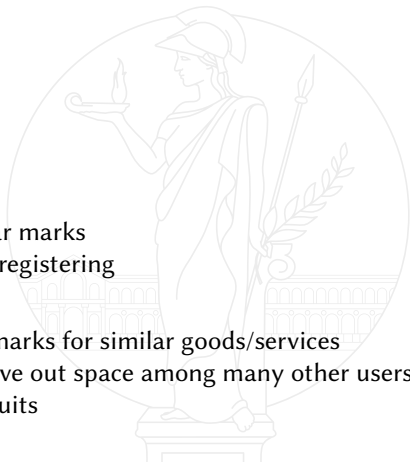 ar marks
registering
marks for similar goods/services
ve out space among many other users
uits